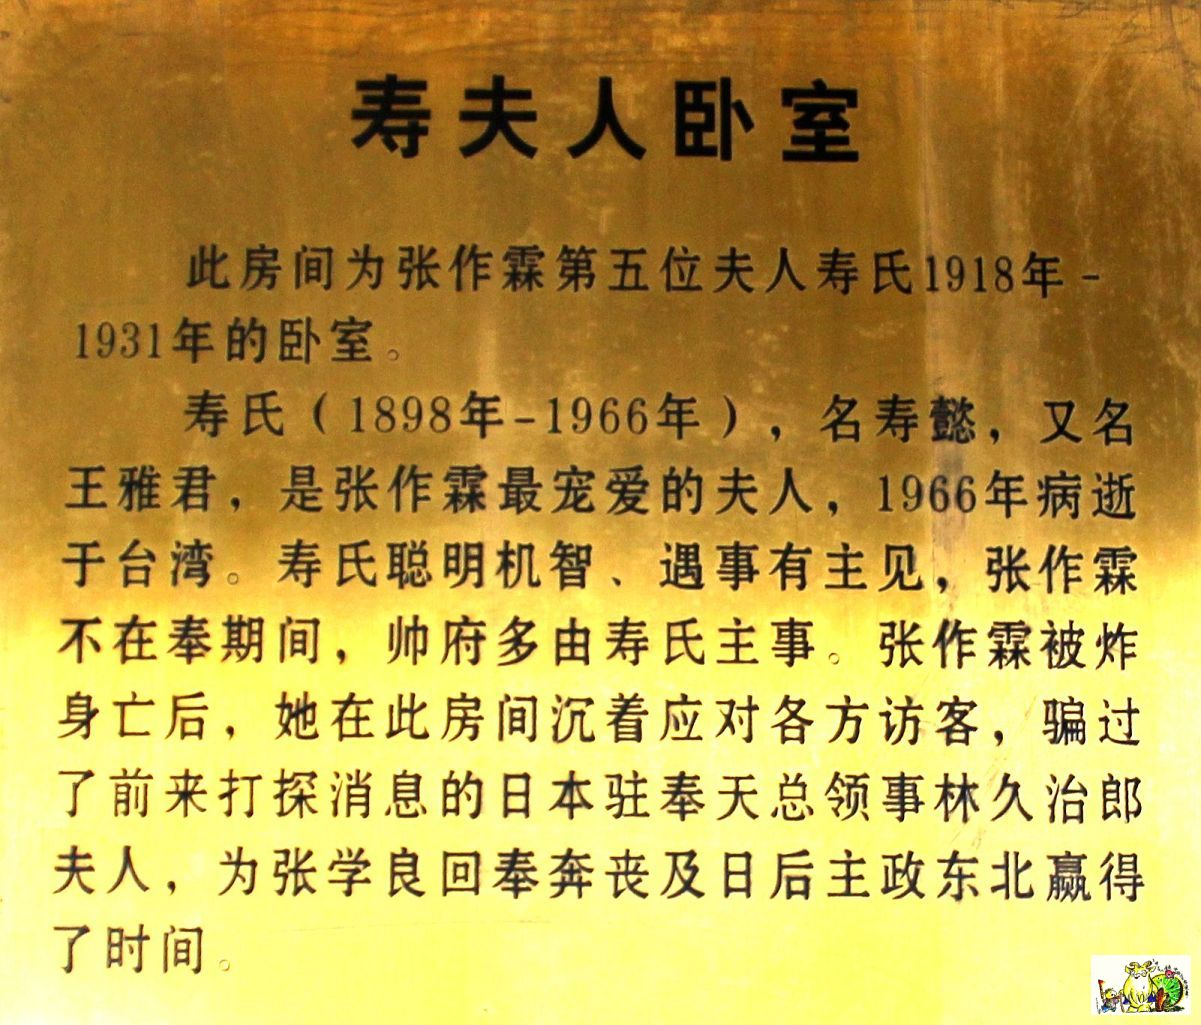 寿夫人卧室
此房间为张作霖第五位夫人寿氏1918年-
1931年的卧室。
寿氏（1898年-1966年），名寿懿，又名
王雅君，是张作霖最宠爱的夫人，1966年病逝
于台湾。寿氏聪明机智、遇事有主见，张作霖
不在奉期间，帅府多由寿氏主事。张作霖被炸
身亡后，她在此房间沉着应对各方访客，骗过
了前来打探消息的日本驻奉天总领事林久治郎
夫人，为张学良回奉奔丧及日后主政东北赢得
了时间。